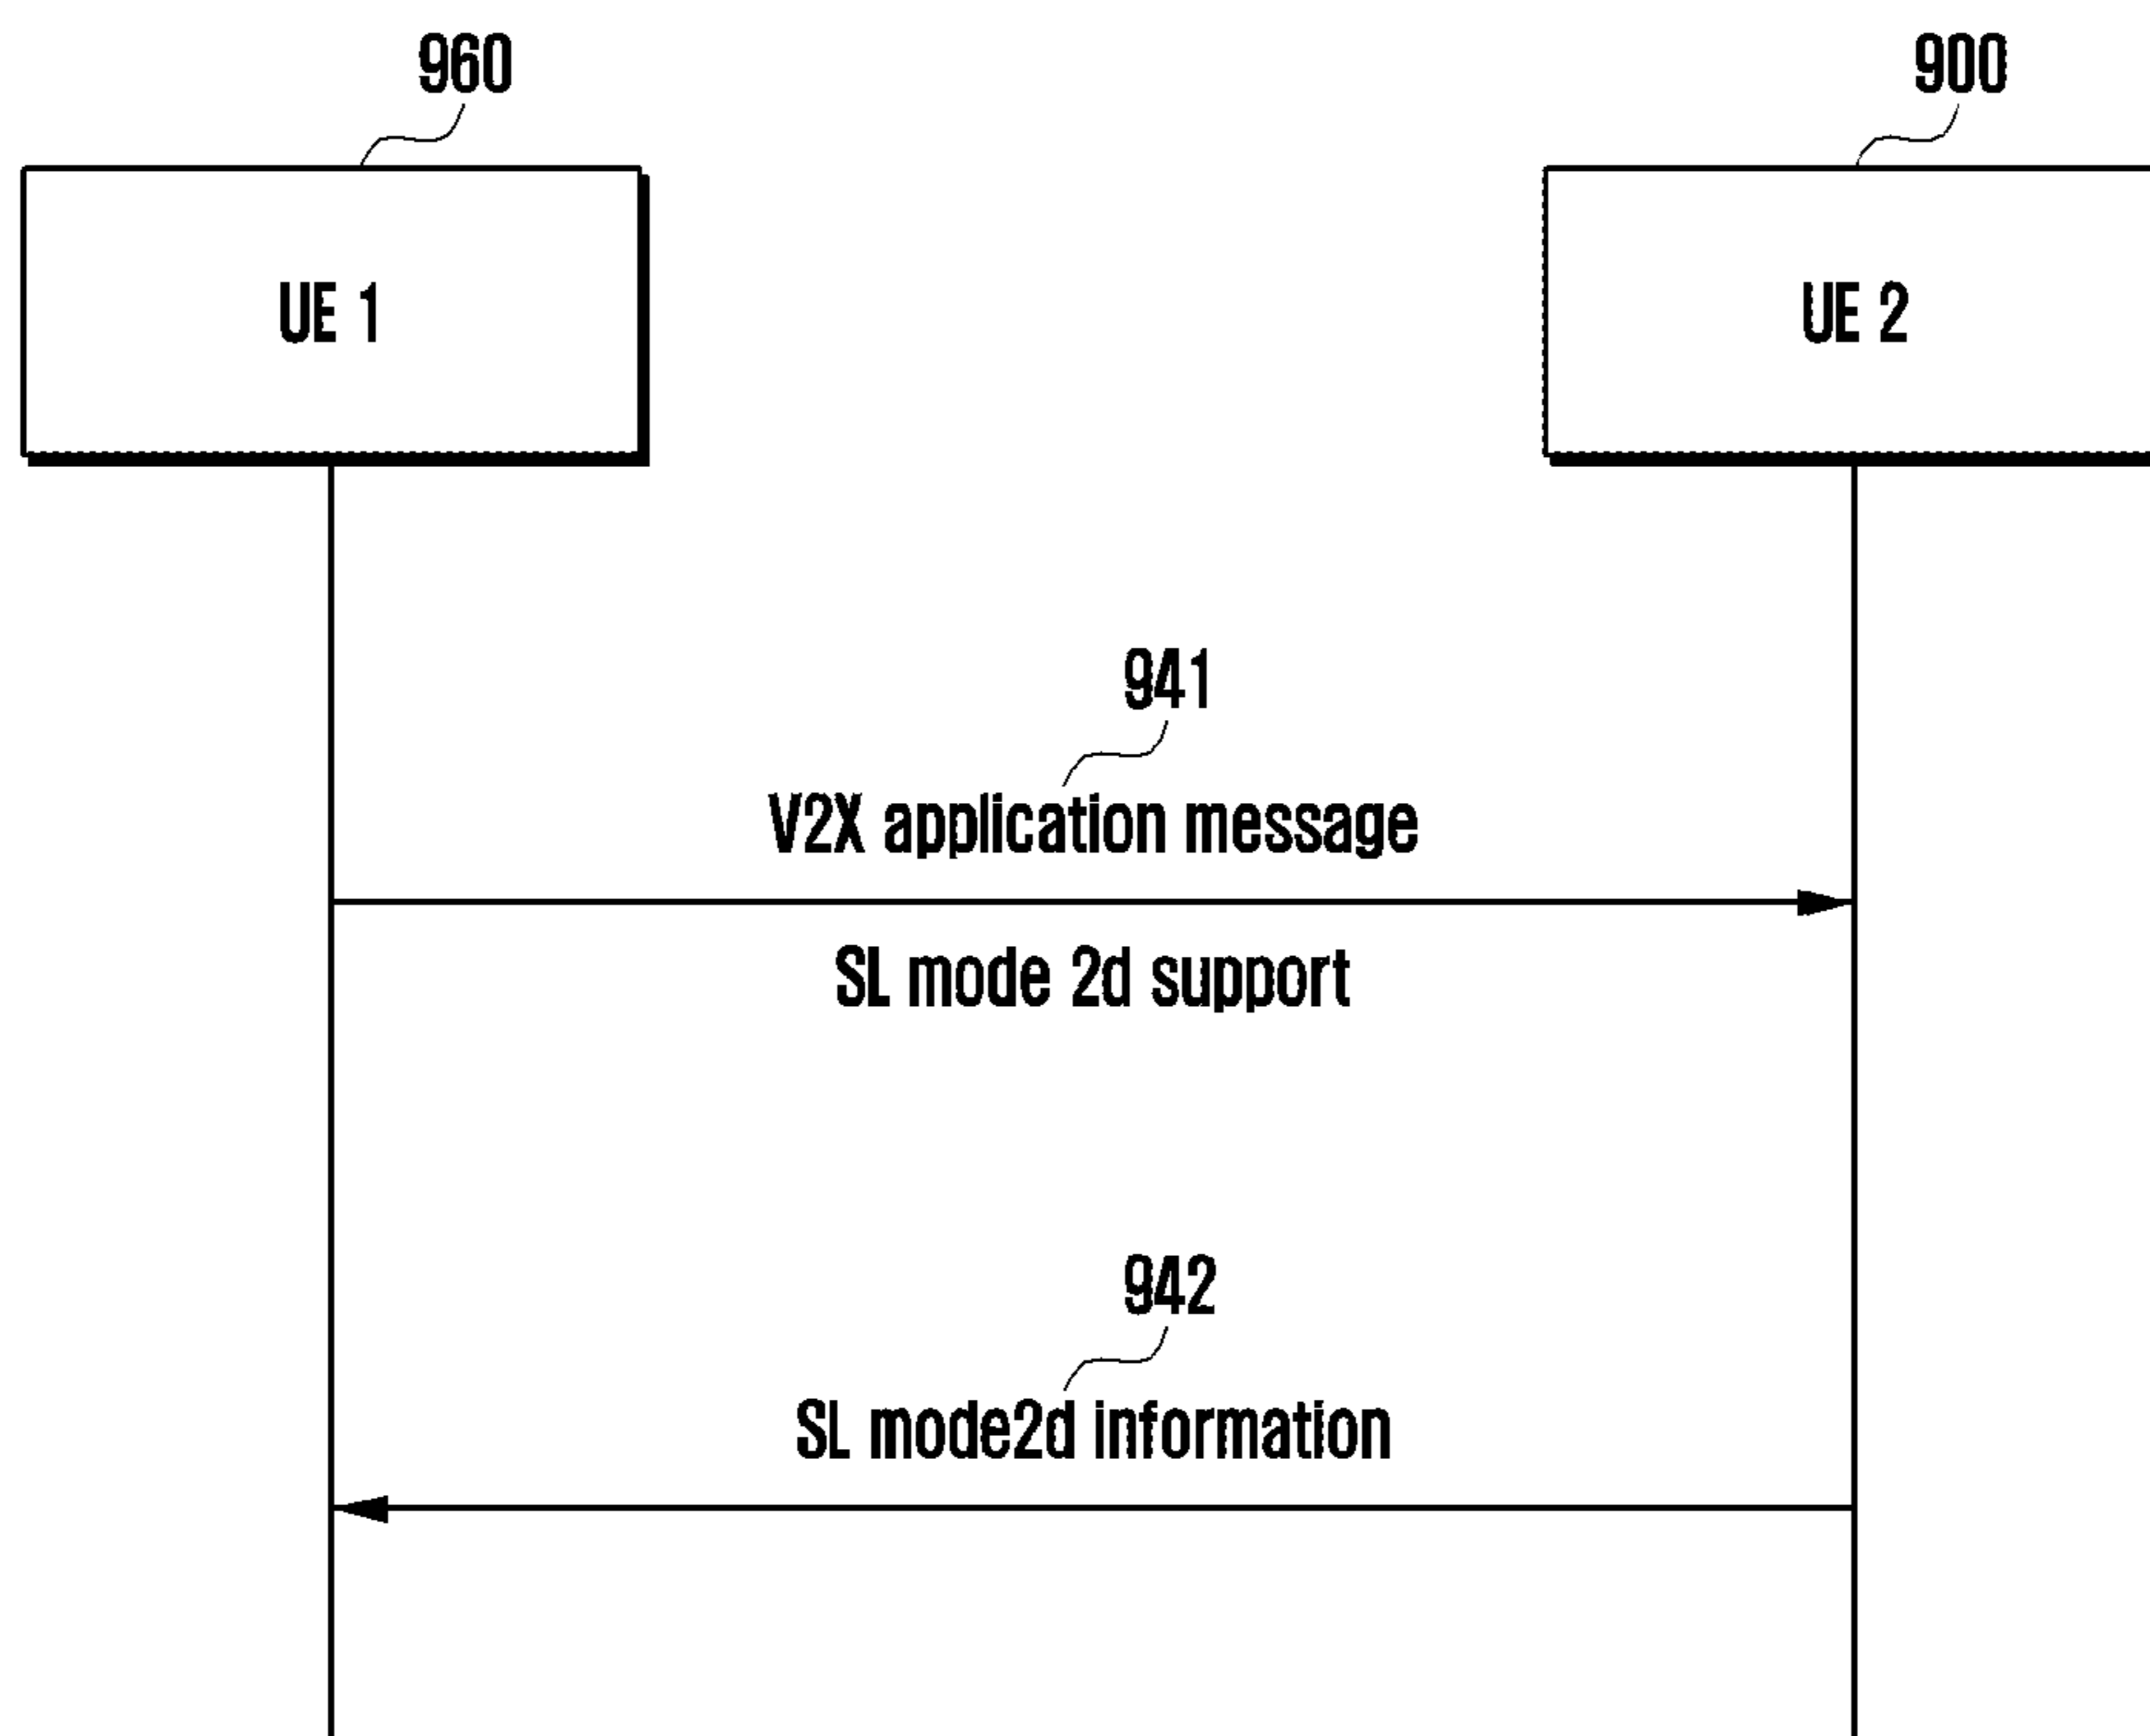 960
900
UE 1
UE 2
941
V2X application message
SL mode 2d support
942
SL mode2d information